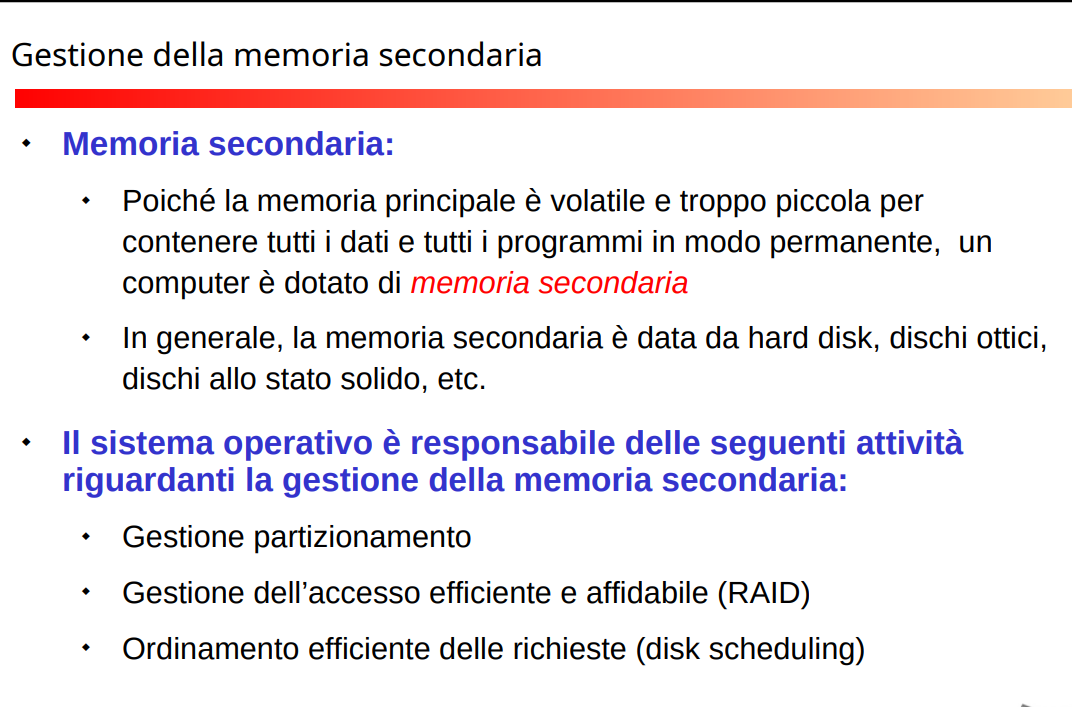 Gestione della memoria secondaria
Memoria secondaria:
Poiché la memoria principale è volatile e troppo piccola per
contenere tutti i dati e tutti i programmi in modo permanente,  un
computer è dotato di memoria secondaria
In generale, la memoria secondaria è data da hard disk, dischi ottici,
dischi allo stato solido, etc.
Il sistema operativo è responsabile delle seguenti attività
riguardanti la gestione della memoria secondaria:
Gestione partizionamento
Gestione dell’accesso efficiente e affidabile (RAID)
Ordinamento efficiente delle richieste (disk scheduling)